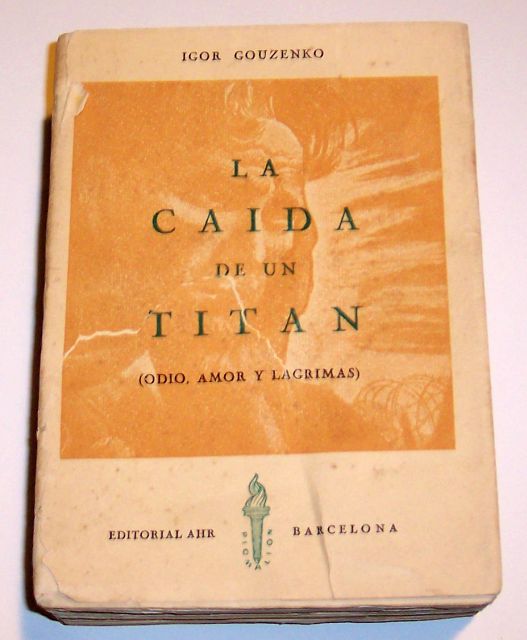 IGOR GOUZENKO
LA
CAIDA
DE UN
TITAN
(ODIO, AMOR Y LAGRIMAS)
EDITORIAL AHR BARCELONA